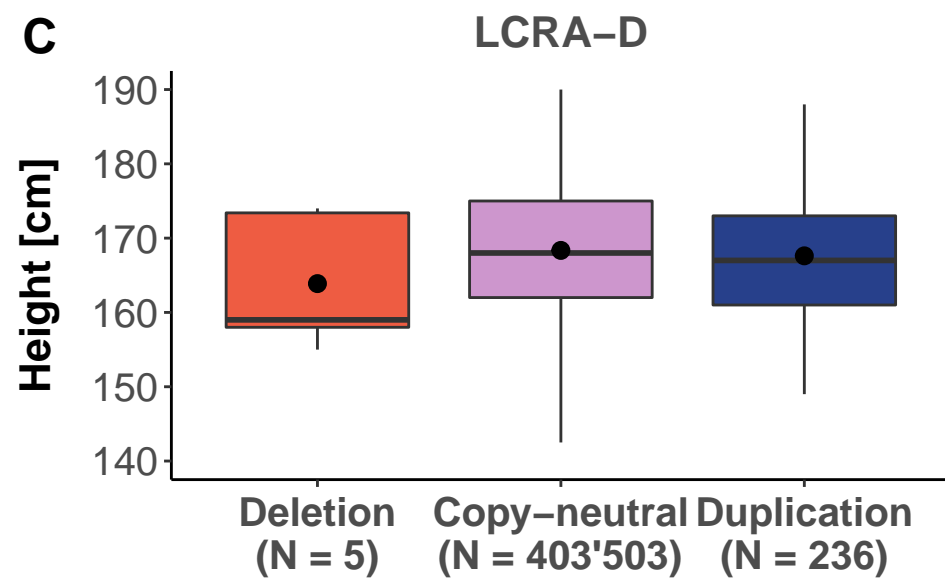 C
LCRA−D
Height [cm]
190
180
170
160
150
140
Deletion
(N = 5)
Copy−neutral
(N = 403'503)
Duplication
(N = 236)